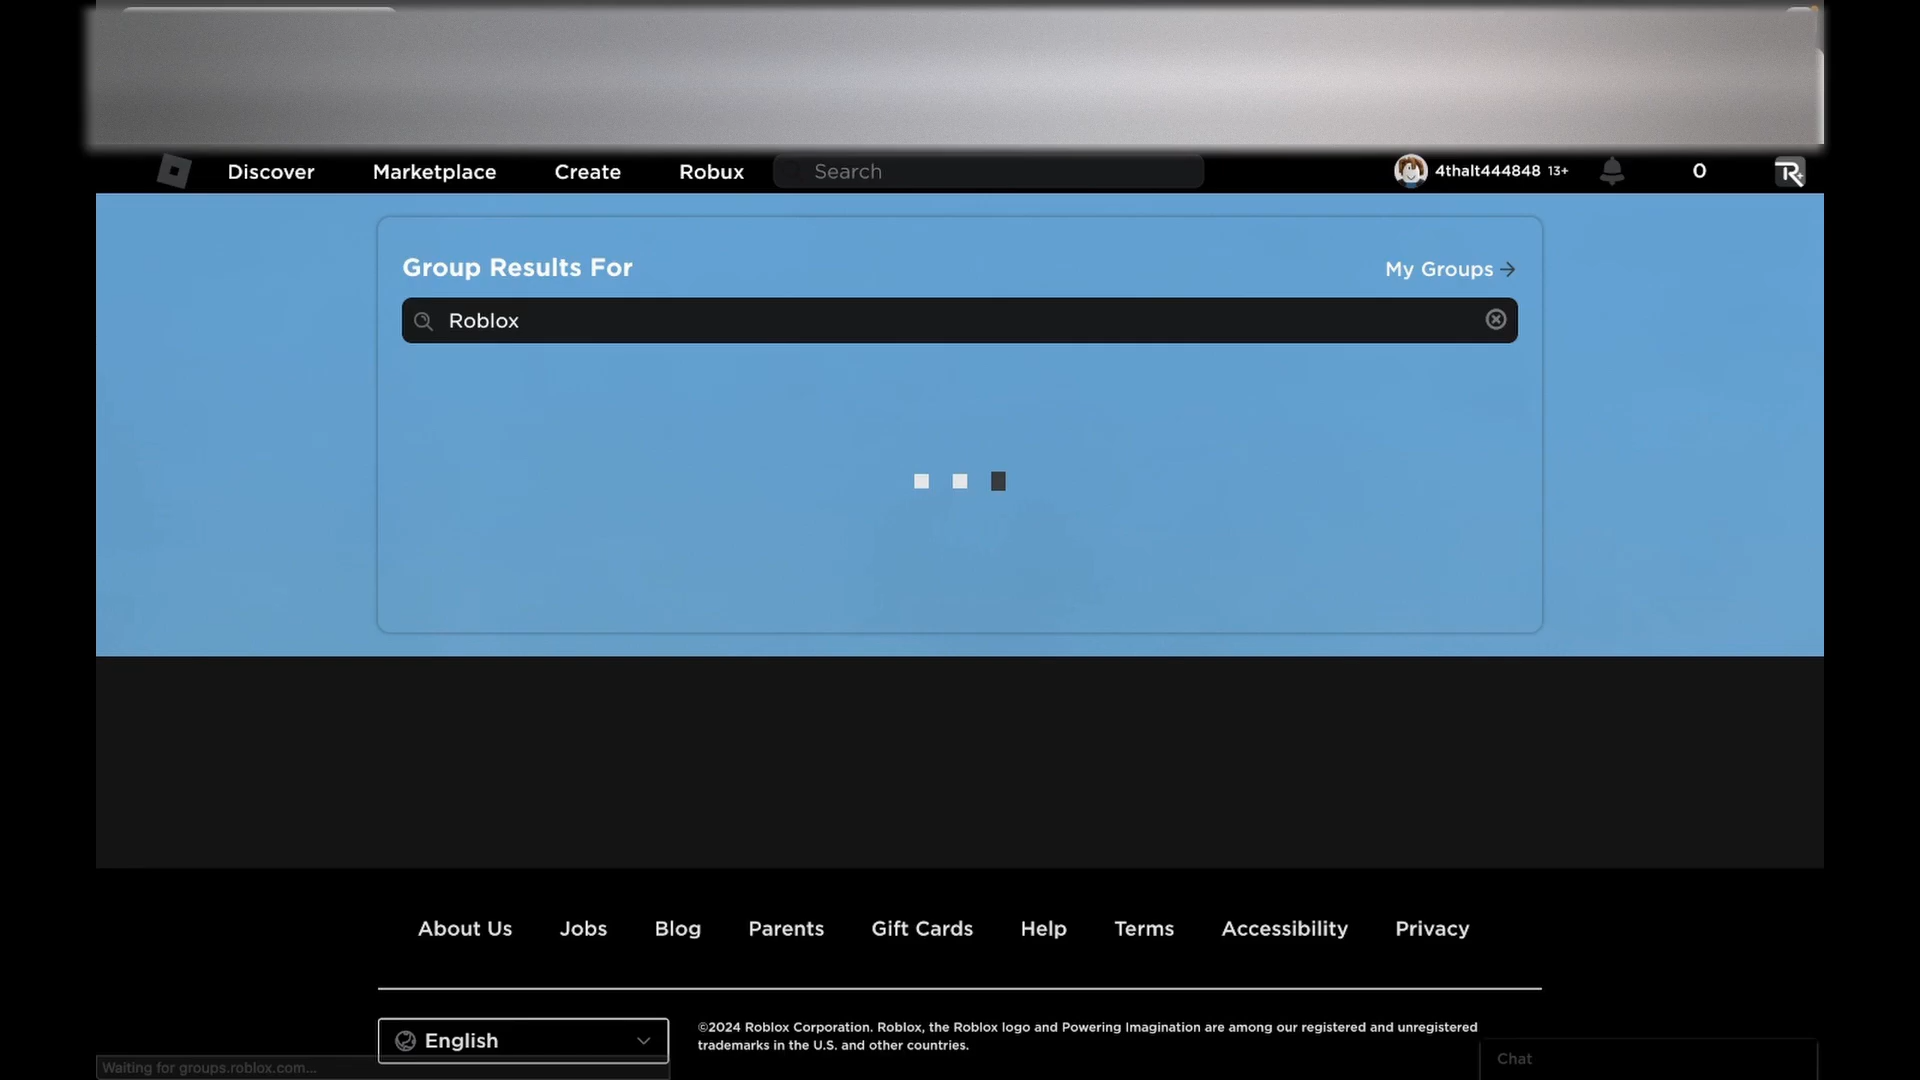 Discover Marketplace Create Robux Search 4thalt444848 13+ 0
Group Results For My Groups
Roblox
About Us Jobs Blog Parents Gift Cards Help Terms Accessibility Privacy
English
©2024 Roblox Corporation. Roblox, the Roblox logo and Powering Imagination are among our registered and unregistered
trademarks in the U.S. and other countries.
Waiting for groups.roblox.com...
Chat